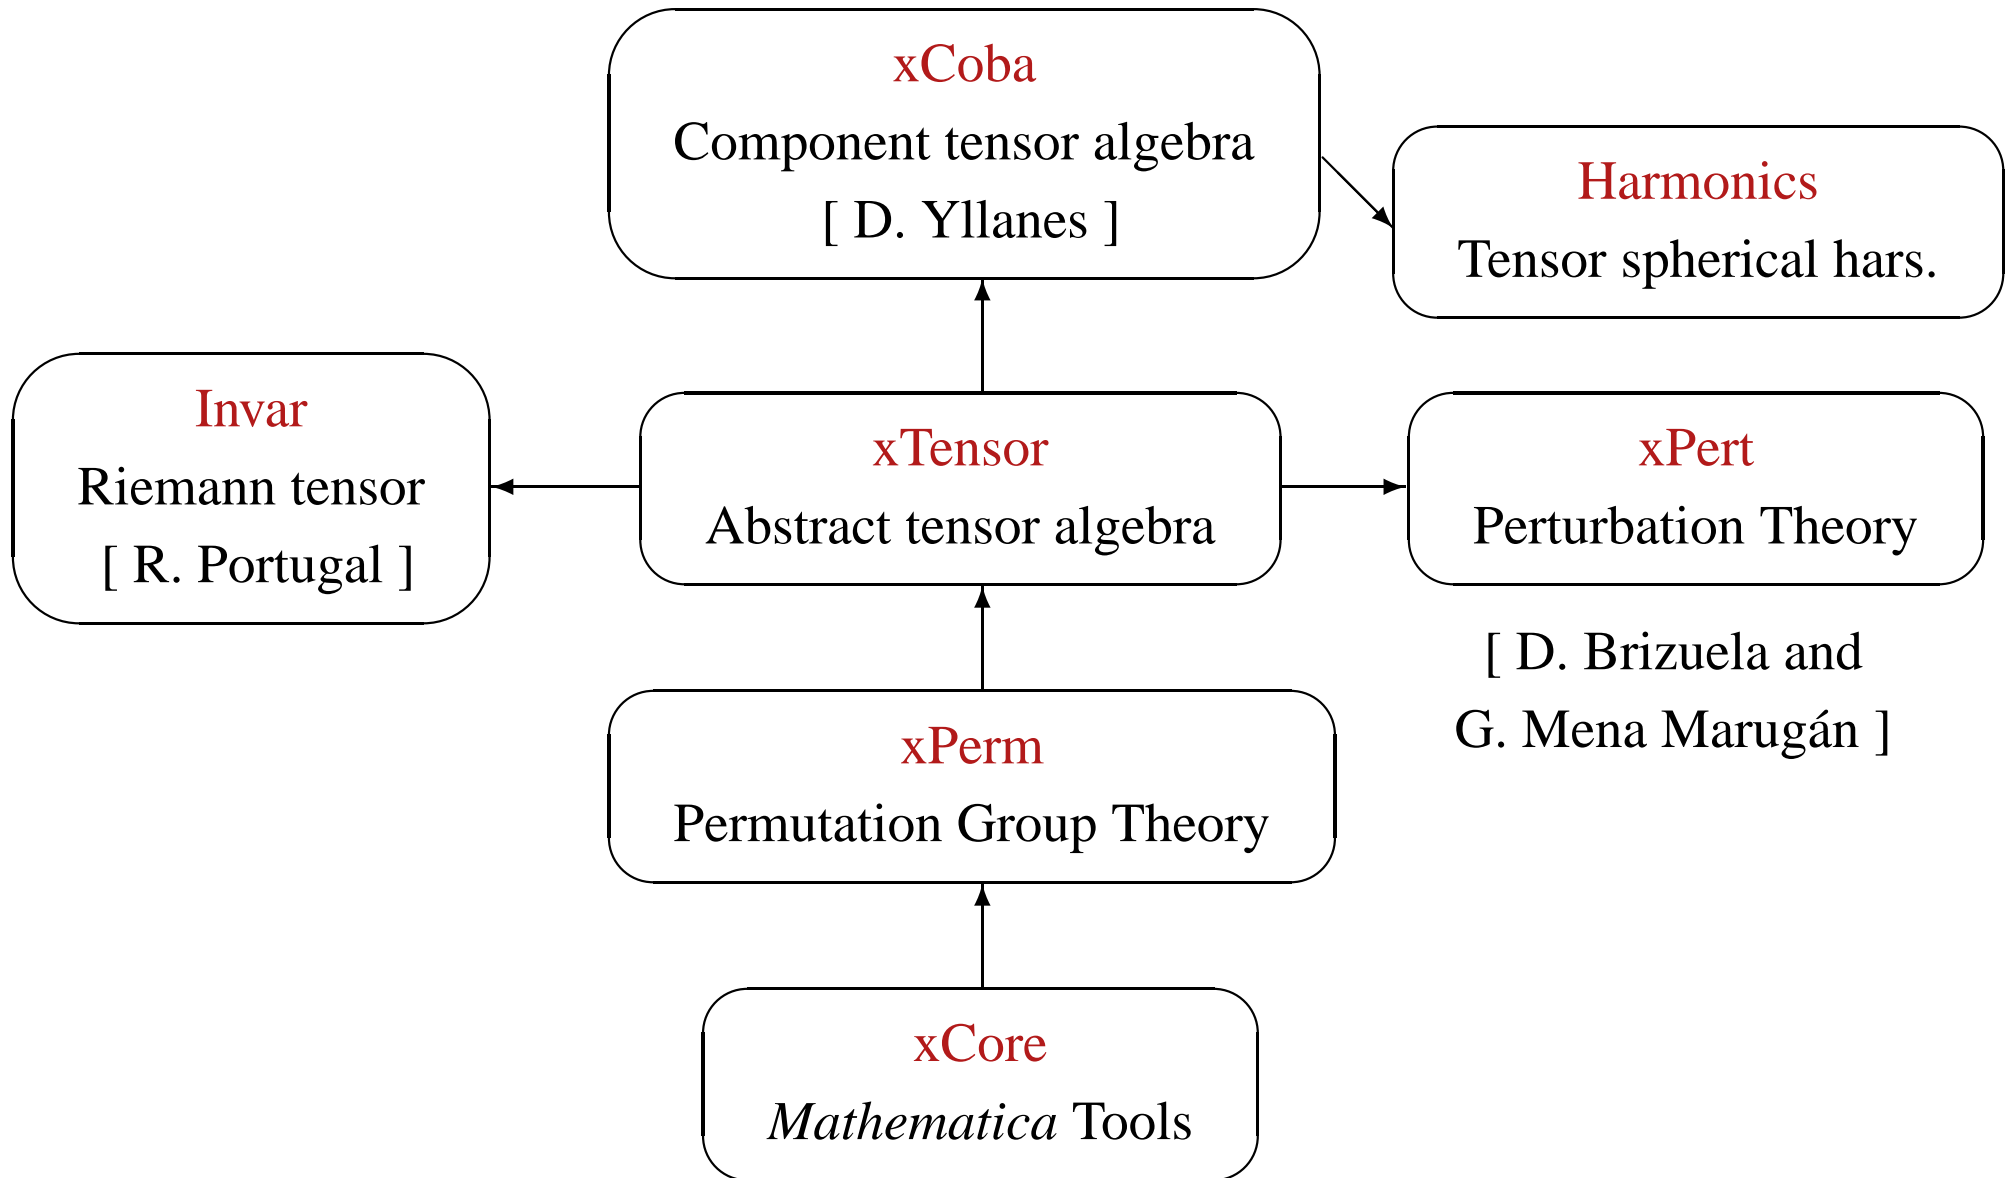 xCoba
Component tensor algebra
[ D. Yllanes ]
Harmonics
Tensor spherical hars.
Invar
Riemann tensor
[ R. Portugal ]
xTensor
Abstract tensor algebra
xPert
Perturbation Theory
[ D. Brizuela and
G. Mena Marugán ]
xPerm
Permutation Group Theory
xCore
Mathematica Tools